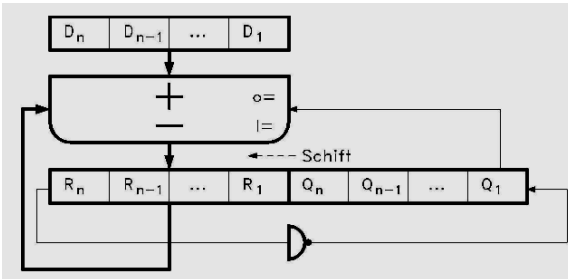 Dn Dn-1 ... D1
+ o=
− I=
Schift
Rn Rn-1 ... R1 Qn Qn-1 ... Q1